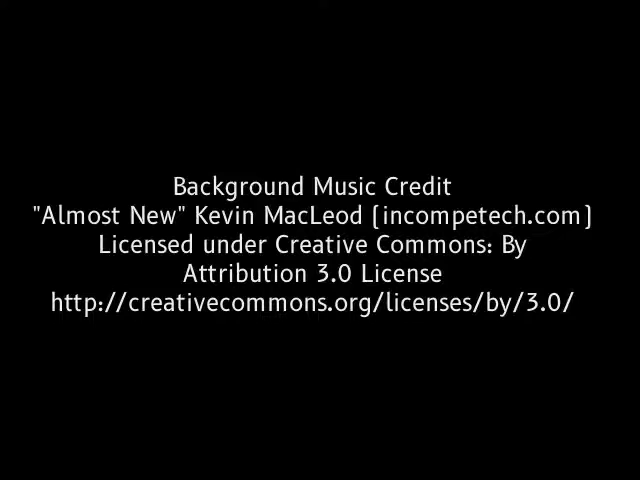 Background Music Credit
"Almost New" Kevin MacLeod (incompetech.com)
Licensed under Creative Commons: By
Attribution 3.0 License
http://creativecommons.org/licenses/by/3.0/